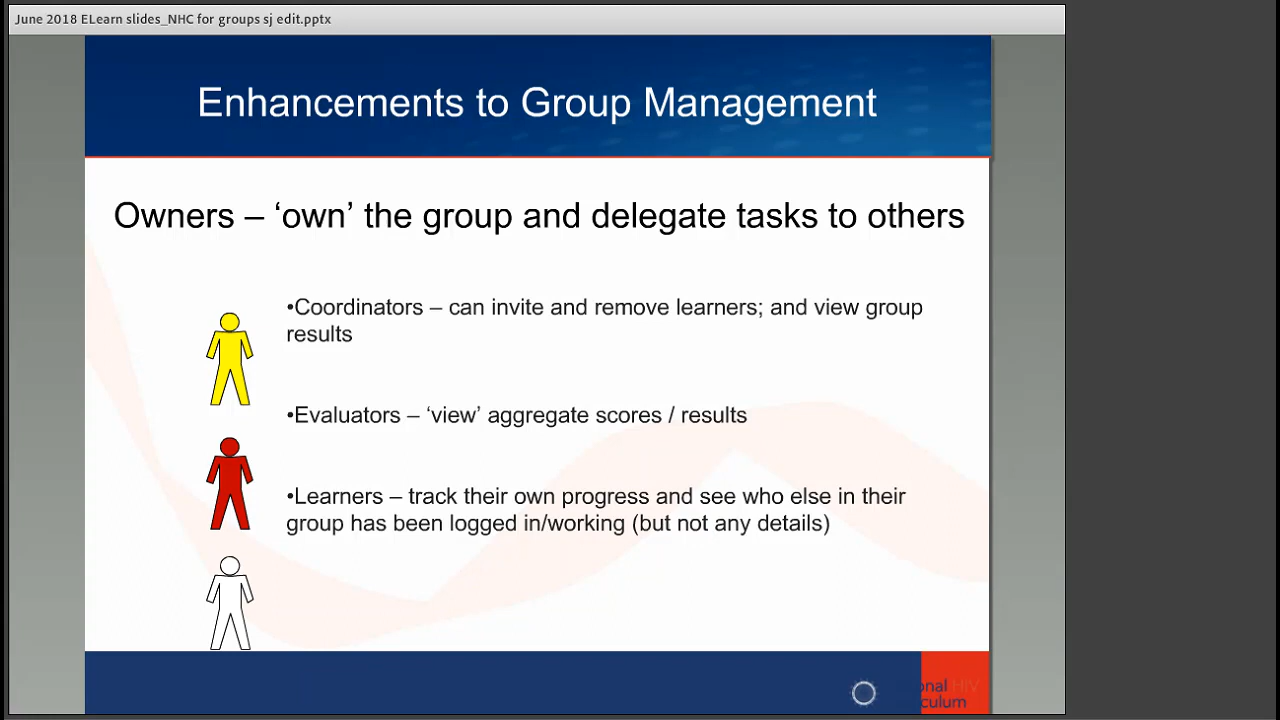 June 2018 ELearn slides_NHC for groups sj edit.pptx
Enhancements to Group Management
Owners – ‘own’ the group and delegate tasks to others
•Coordinators – can invite and remove learners; and view group
results
•Evaluators – ‘view’ aggregate scores / results
•Learners – track their own progress and see who else in their
group has been logged in/working (but not any details)
onal HIV
culum